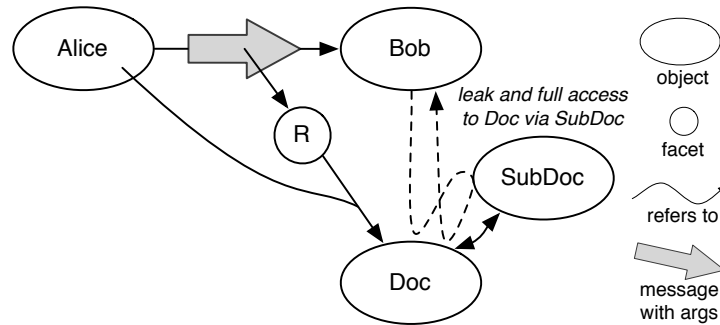 Alice
Bob
leak and full access
to Doc via SubDoc
R
SubDoc
Doc
object
facet
refers to
message
with args